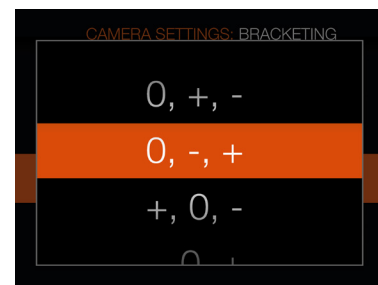 CAMERA SETTINGS: BRACKETING
0, +, -
0, -, +
+, 0, -